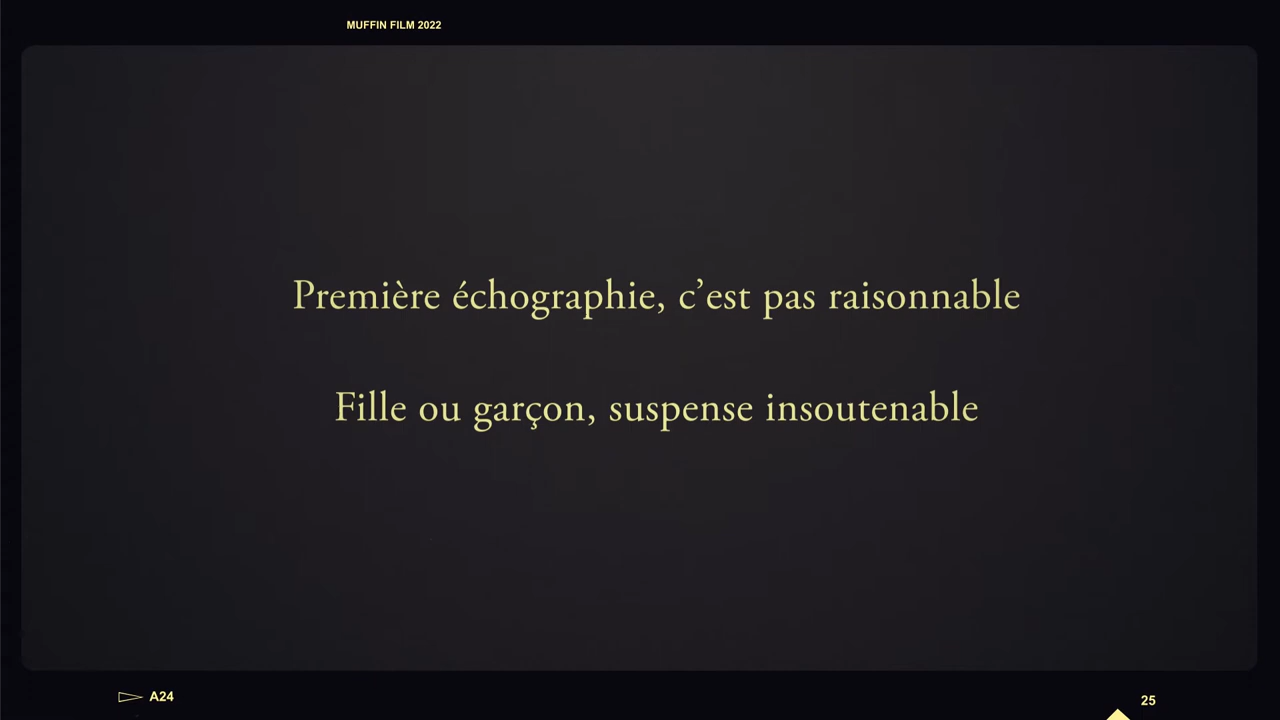 MUFFIN FILM 2022
Première échographie, c’est pas raisonnable
Fille ou garçon, suspense insoutenable
A24
25